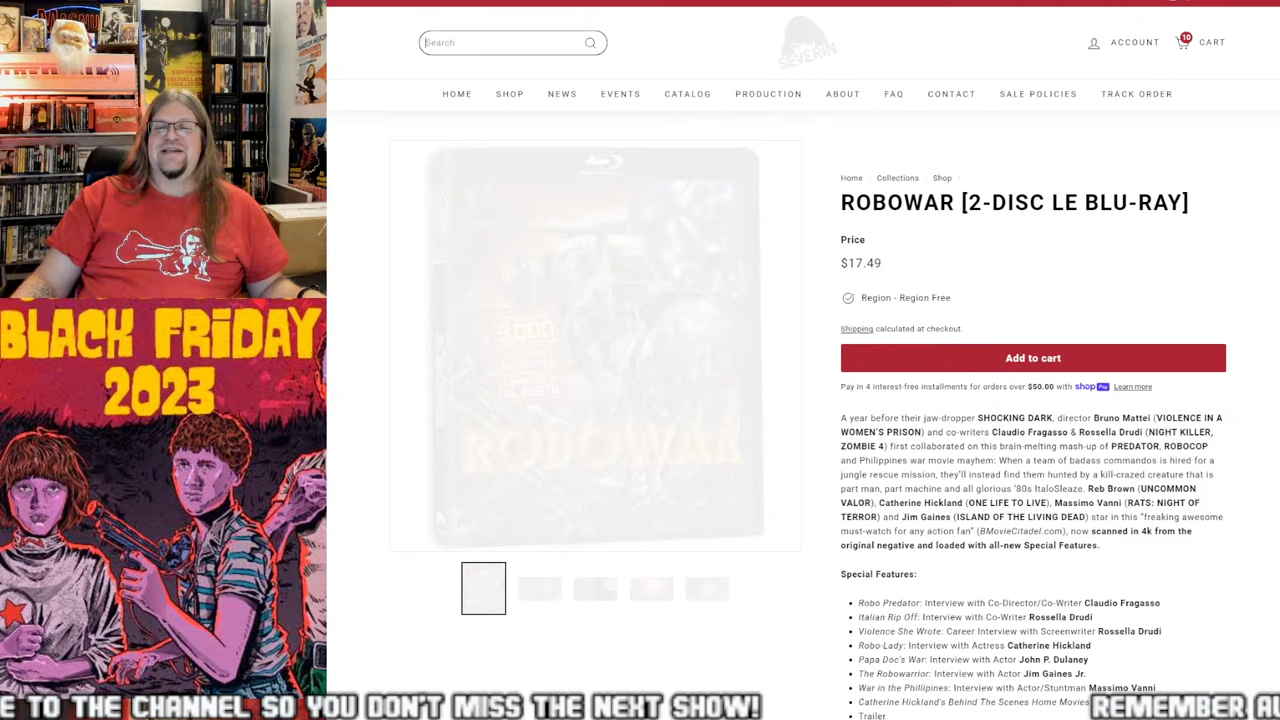 Search
SEVERIN
ACCOUNT
10
CART
HOME
SHOP
NEWS
EVENTS
CATALOG
PRODUCTION
ABOUT
FAQ
CONTACT
SALE POLICIES
TRACK ORDER
Home / Collections / Shop /
ROBOWAR [2-DISC LE BLU-RAY]
Price
$17.49
Region - Region Free
Shipping calculated at checkout.
Add to cart
Pay in 4 interest-free installments for orders over $50.00 with shop Pay Learn more
A year before their jaw-dropper SHOCKING DARK, director Bruno Mattei (VIOLENCE IN A
WOMEN'S PRISON) and co-writers Claudio Fragasso & Rossella Drudi (NIGHT KILLER,
ZOMBIE 4) first collaborated on this brain-melting mash-up of PREDATOR, ROBOCOP
and Philippines war movie mayhem: When a team of badass commandos is hired for a
jungle rescue mission, they'll instead find them hunted by a kill-crazed creature that is
part man, part machine and all glorious '80s ItaloSleaze. Reb Brown (UNCOMMON
VALOR), Catherine Hickland (ONE LIFE TO LIVE), Massimo Vanni (RATS: NIGHT OF
TERROR) and Jim Gaines (ISLAND OF THE LIVING DEAD) star in this "freaking awesome
must-watch for any action fan" (BMovieCitadel.com), now scanned in 4k from the
original negative and loaded with all-new Special Features.
Special Features:
Robo Predator: Interview with Co-Director/Co-Writer Claudio Fragasso
Italian Rip Off: Interview with Co-Writer Rossella Drudi
Violence She Wrote: Career Interview with Screenwriter Rossella Drudi
Robo-Lady: Interview with Actress Catherine Hickland
Papa Doc's War: Interview with Actor John P. Dulaney
The Robowarrior: Interview with Actor Jim Gaines Jr.
War in the Phillipines: Interview with Actor/Stuntman Massimo Vanni
Catherine Hickland's Behind The Scenes Home Movies
Trailer
BLACK FRIDAY
2023
E TO THE CHANNEL SO YOU DON'T MISS THE NEXT SHOW!
REMEMBER